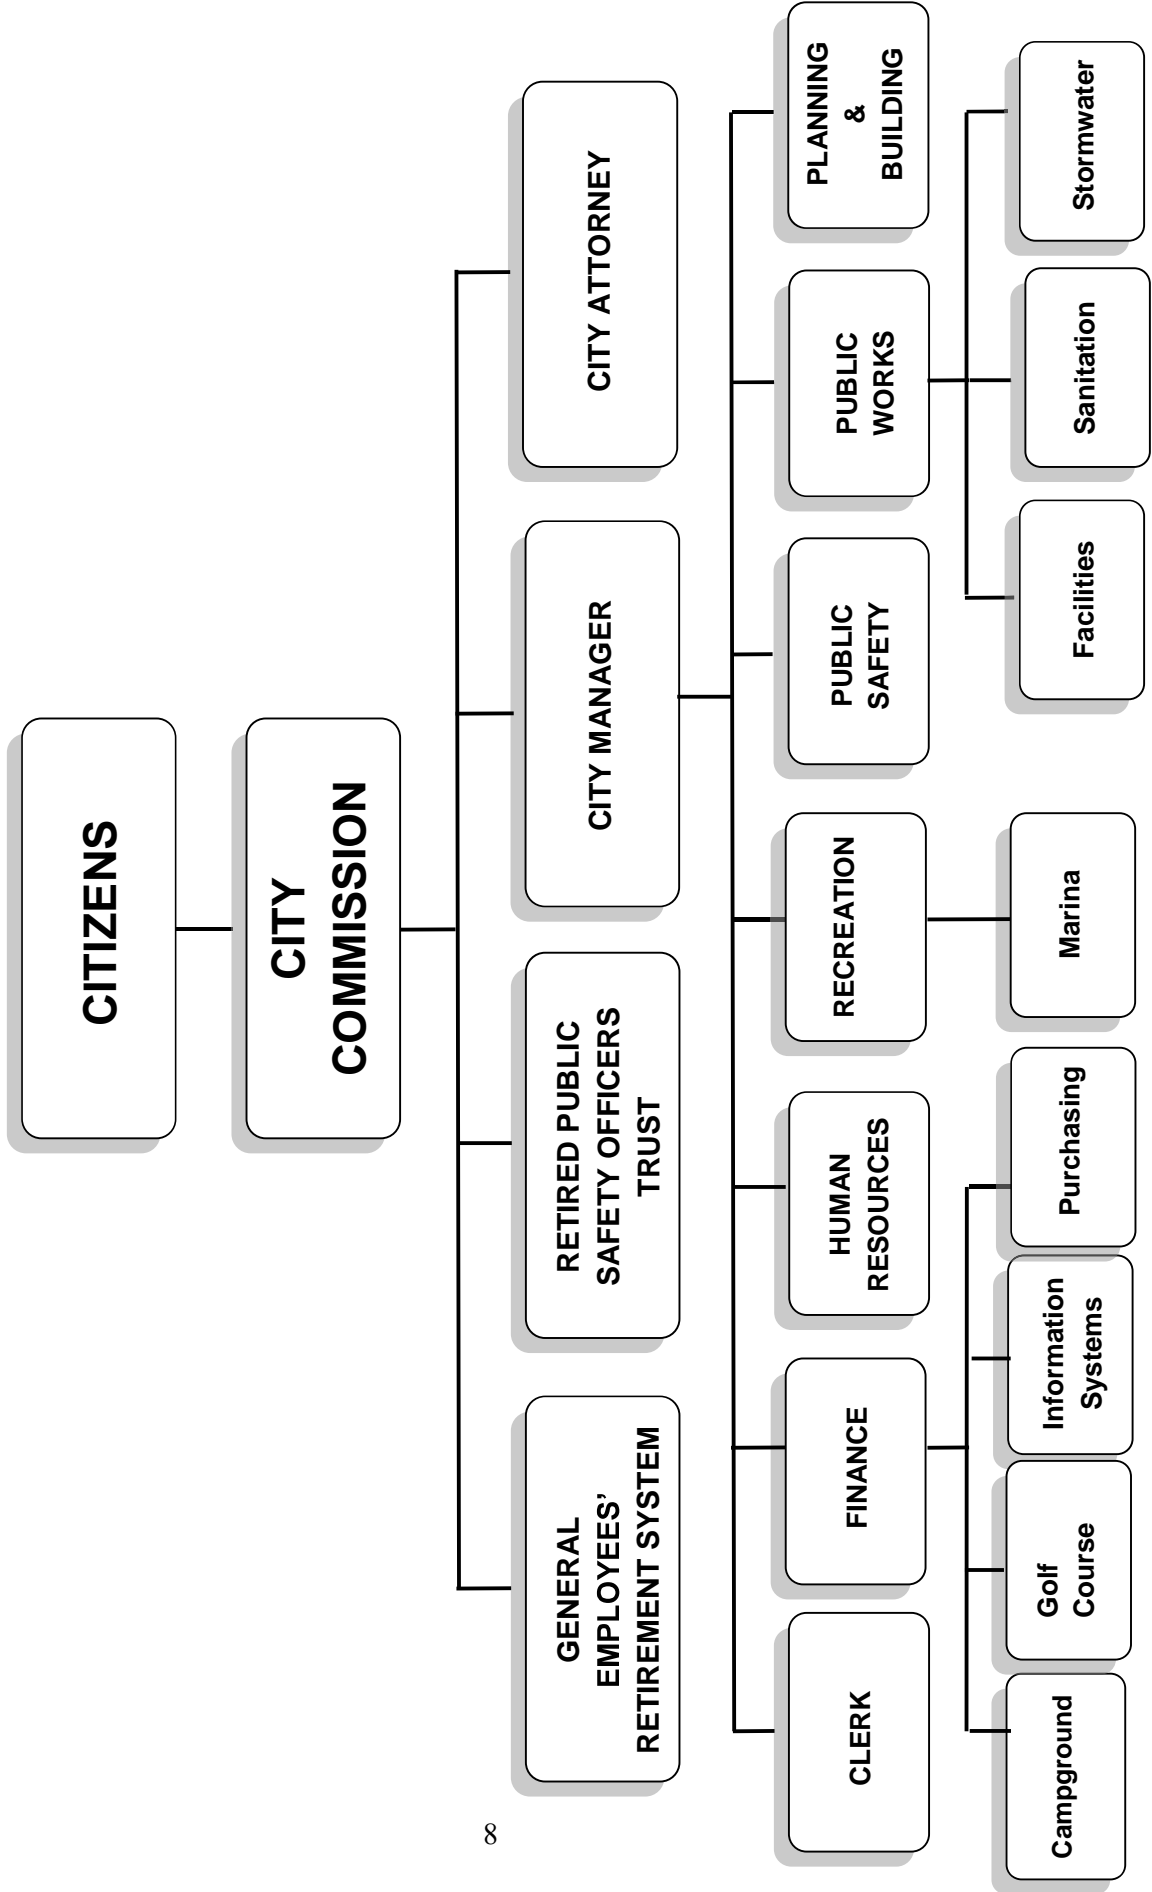 CITIZENS
CITY
COMMISSION
GENERAL
EMPLOYEES’
RETIREMENT SYSTEM
RETIRED PUBLIC
SAFETY OFFICERS
TRUST
CITY MANAGER
CITY ATTORNEY
CLERK
FINANCE
HUMAN
RESOURCES
RECREATION
PUBLIC
SAFETY
PUBLIC
WORKS
PLANNING
&
BUILDING
Campground
Golf
Course
Information
Systems
Purchasing
Marina
Facilities
Sanitation
Stormwater
8